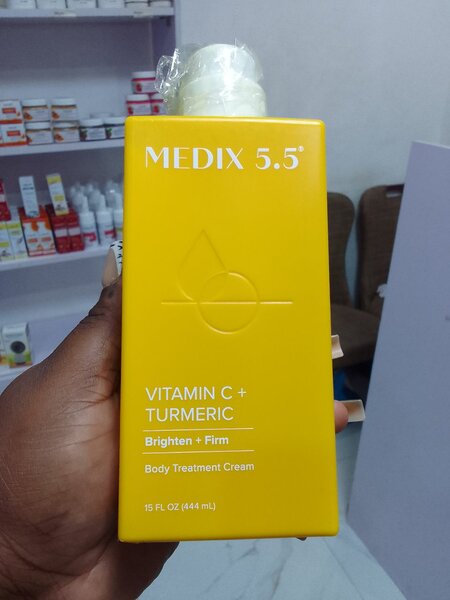 MEDIX 5.5®
VITAMIN C +
TURMERIC
Brighten + Firm
Body Treatment Cream
15 FL OZ (444 mL)